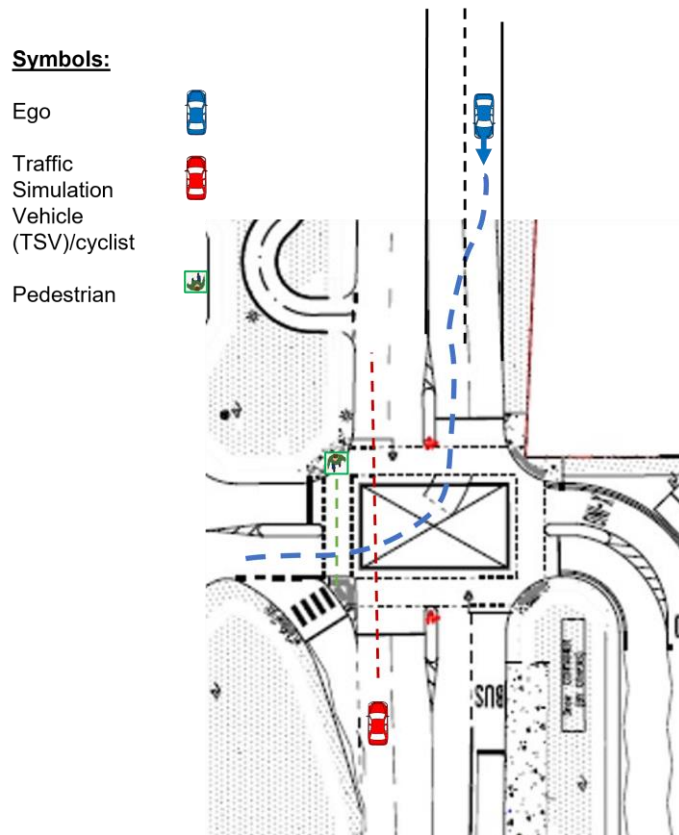 Symbols:
Ego
Traffic
Simulation
Vehicle
(TSV)/cyclist
Pedestrian
BUS